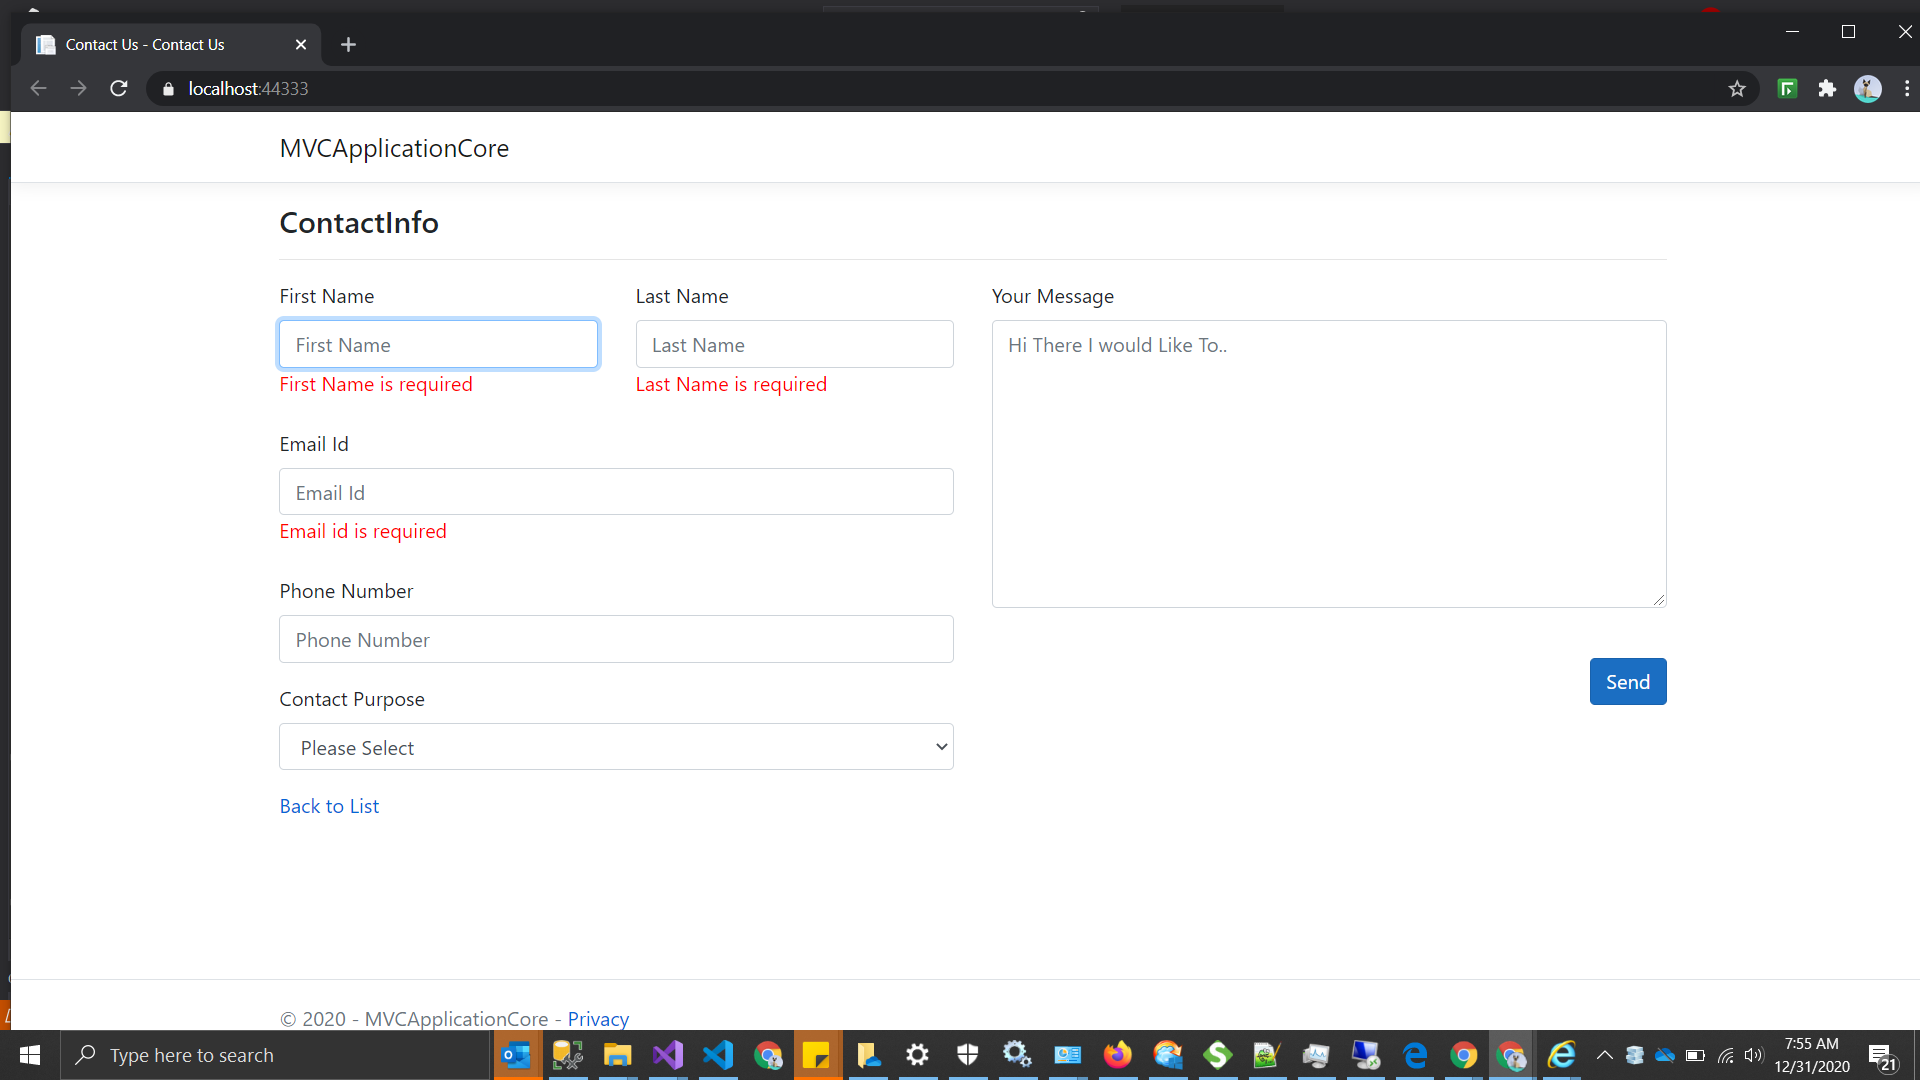 Contact Us - Contact Us
localhost:44333
MVCApplicationCore
ContactInfo
First Name
Last Name
Your Message
First Name
Last Name
Hi There I would Like To..
First Name is required
Last Name is required
Email Id
Email Id
Email id is required
Phone Number
Phone Number
Send
Contact Purpose
Please Select
Back to List
© 2020 - MVCApplicationCore - Privacy
Type here to search
7:55 AM
12/31/2020
21